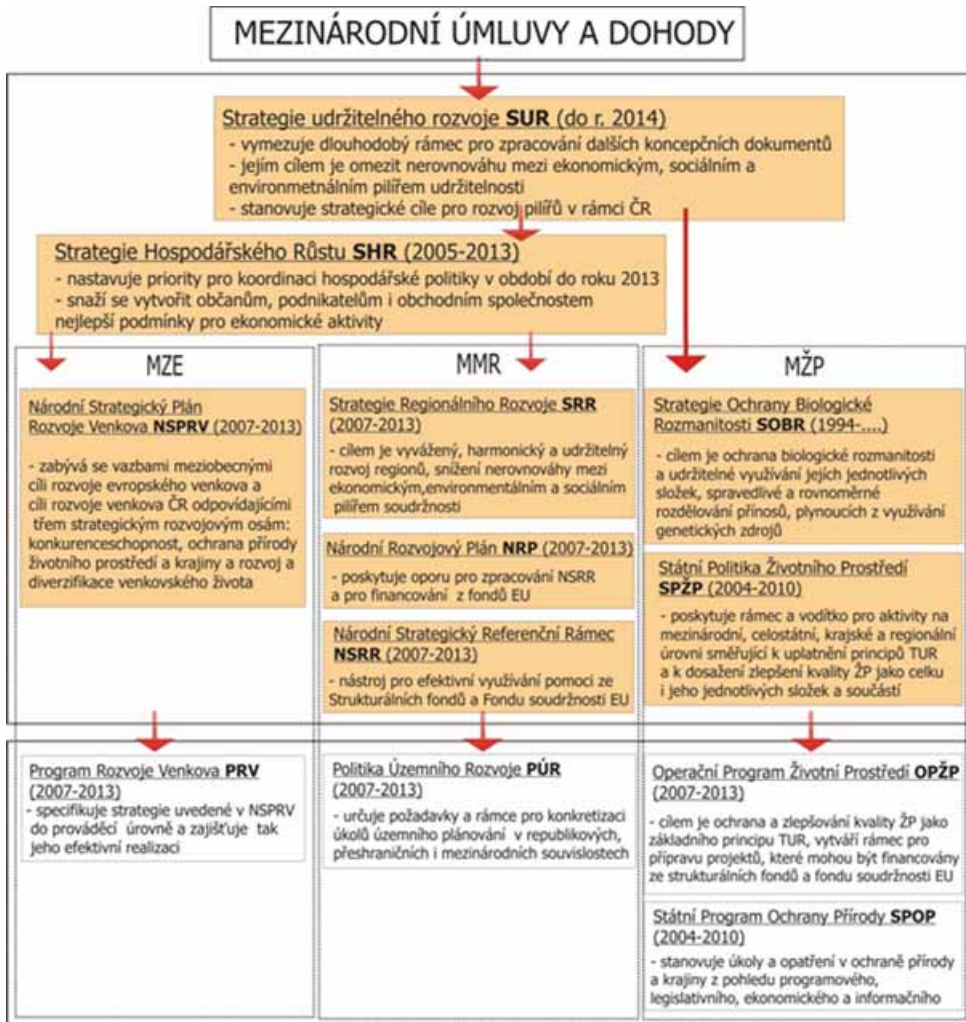 MEZINÁRODNÍ ÚMLUVY A DOHODY
Strategie udržitelného rozvoje SUR (do r. 2014)
- vymezuje dlouhodobý rámec pro zpracování dalších koncepčních dokumentů
- jejím cílem je omezit nerovnováhu mezi ekonomickým, sociálním a
environmetnálním pilířem udržitelnosti
- stanovuje strategické cíle pro rozvoj pilířů v rámci ČR
Strategie Hospodářského Růstu SHR (2005-2013)
- nastavuje priority pro koordinaci hospodářské politiky v období do roku 2013
- snaží se vytvořit občanům, podnikatelům i obchodním společnostem
nejlepší podmínky pro ekonomické aktivity
MZE
Národní Strategický Plán
Rozvoje Venkova NSPRV (2007-2013)
- zabývá se vazbami meziobecnými
cíli rozvoje evropského venkova a
cíli rozvoje venkova ČR odpovídajícími
třem strategickým rozvojovým osám:
konkurenceschopnost, ochrana přírody
životního prostředí a krajiny a rozvoj a
diverzifikace venkovského života
MMR
Strategie Regionálního Rozvoje SRR
(2007-2013)
- cílem je vyvážený, harmonický a udržitelný
rozvoj regionů, snížení nerovnováhy mezi
ekonomickým,environmentálním a sociálním
pilířem soudržnosti
Národní Rozvojový Plán NRP (2007-2013)
- poskytuje oporu pro zpracování NSRR
a pro financování z fondů EU
Národní Strategický Referenční Rámec
NSRR (2007-2013)
- nástroj pro efektivní využívání pomoci ze
Strukturálních fondů a Fondu soudržnosti EU
MŽP
Strategie Ochrany Biologické
Rozmanitosti SOBR (1994-....)
- cílem je ochrana biologické rozmanitosti
a udržitelné využívání jejích jednotlivých
složek, spravedlivé a rovnoměrné
rozdělování přínosů, plynoucích z využívání
genetických zdrojů
Státní Politika Životního Prostředí
SPŽP (2004-2010)
- poskytuje rámec a vodítko pro aktivity na
mezinárodní, celostátní, krajské a regionální
úrovni směřující k uplatnění principů TUR
a k dosažení zlepšení kvality ŽP jako celku
i jeho jednotlivých složek a součástí
Program Rozvoje Venkova PRV
(2007-2013)
- specifikuje strategie uvedené v NSPRV
do prováděcí úrovně a zajišťuje tak
jeho efektivní realizaci
Politika Územního Rozvoje PÚR
(2007-2013)
- určuje požadavky a rámce pro konkretizaci
úkolů územního plánování v republikových,
přeshraničních i mezinárodních souvislostech
Operační Program Životní Prostředí OPŽP
(2007-2013)
- cílem je ochrana a zlepšování kvality ŽP jako
základního principu TUR, vytváří rámec pro
přípravu projektů, které mohou být financovány
ze strukturálních fondů a fondu soudržnosti EU
Státní Program Ochrany Přírody SPOP
(2004-2010)
- stanovuje úkoly a opatření v ochraně přírody
a krajiny z pohledu programového,
legislativního, ekonomického a informačního